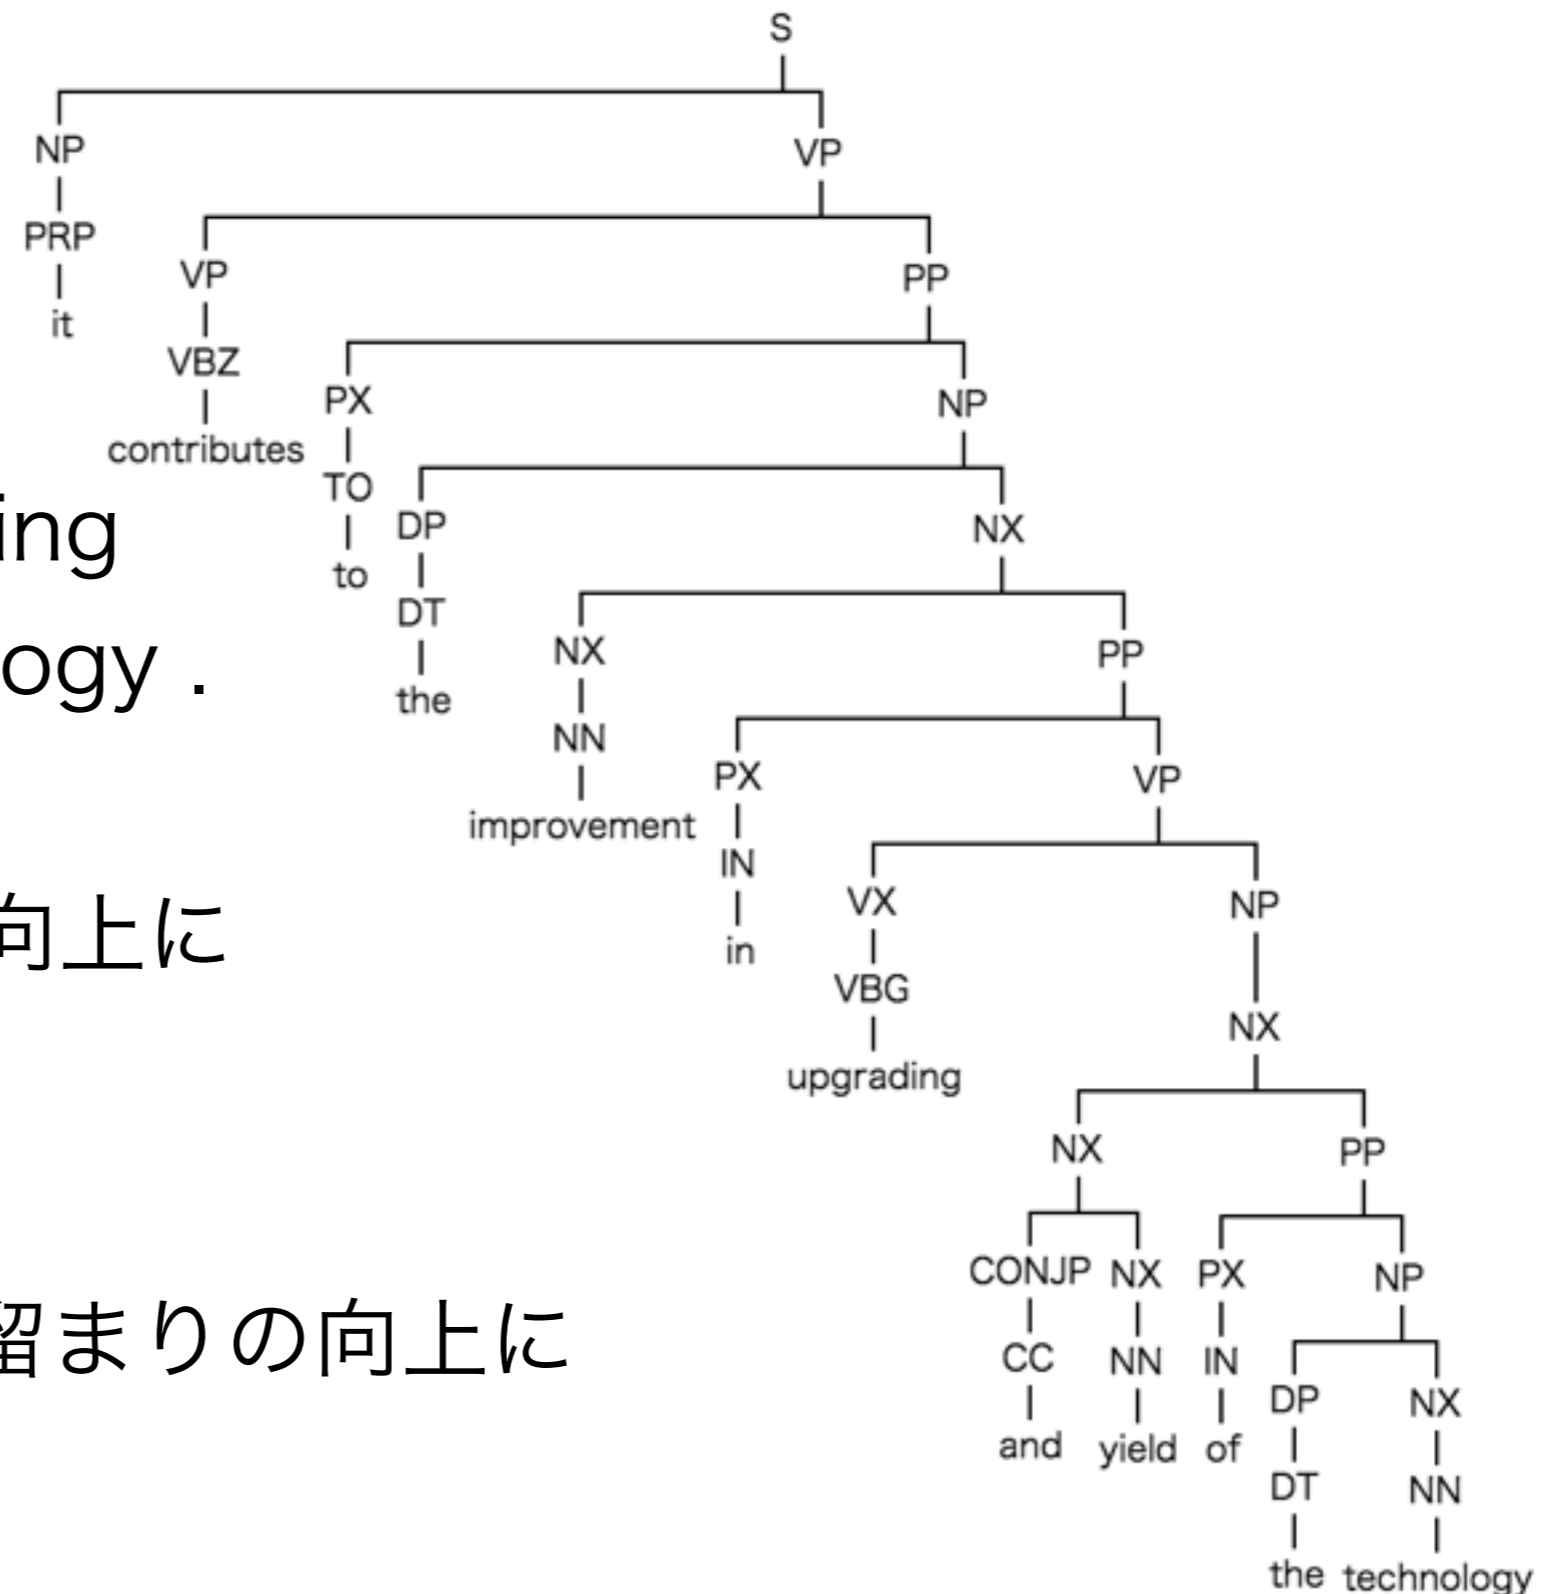 S
NP VP
PRP
VP PP
it
VBZ
PX NP
contributes
TO
DP NX
ing
to
DT
NX PP
ogy .
the
NN
PX VP
improvement
IN
VX NP
向上に
in
VBG
NX
upgrading
NX PP
CONJP NX PX NP
留まりの向上に
CC NN IN
DP NX
and yield of
DT NN
the technology